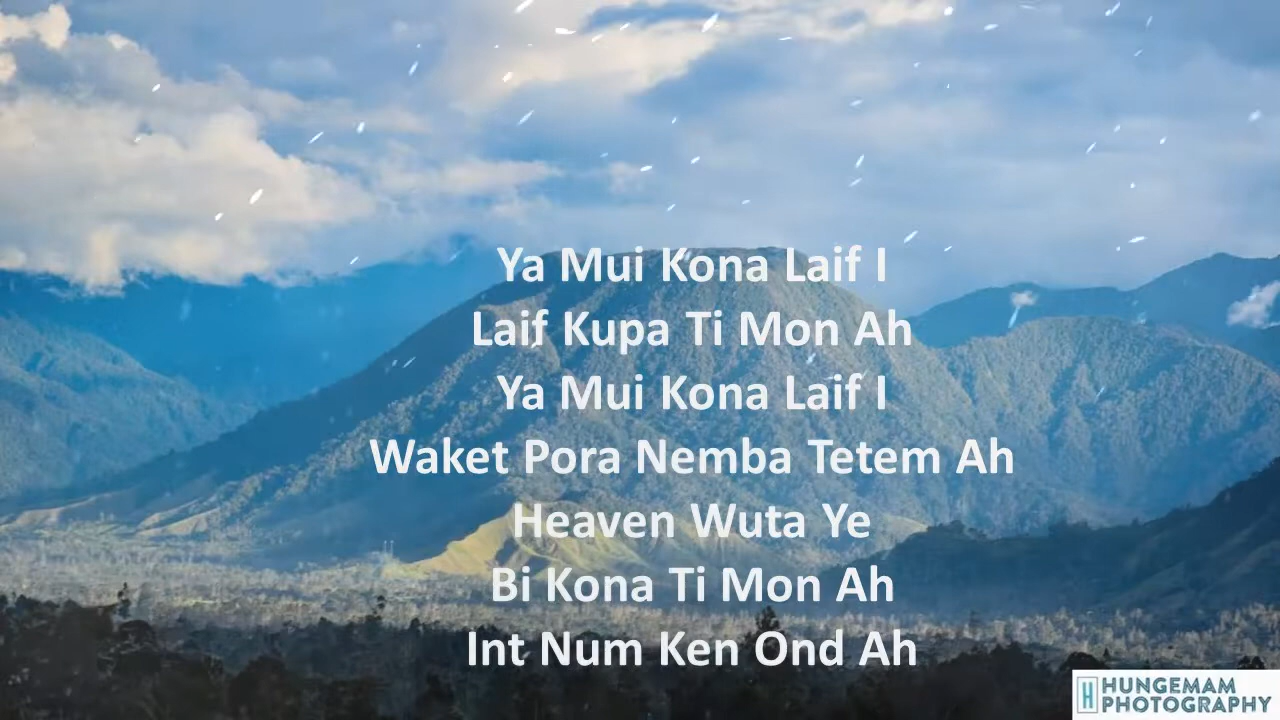 Ya Mui Kona Laif I
Laif Kupa Ti Mon Ah
Ya Mui Kona Laif I
Waket Pora Nemba Tetem Ah
Heaven Wuta Ye
Bi Kona Ti Mon Ah
Int Num Ken Ond Ah
HUNGEMAM
PHOTOGRAPHY